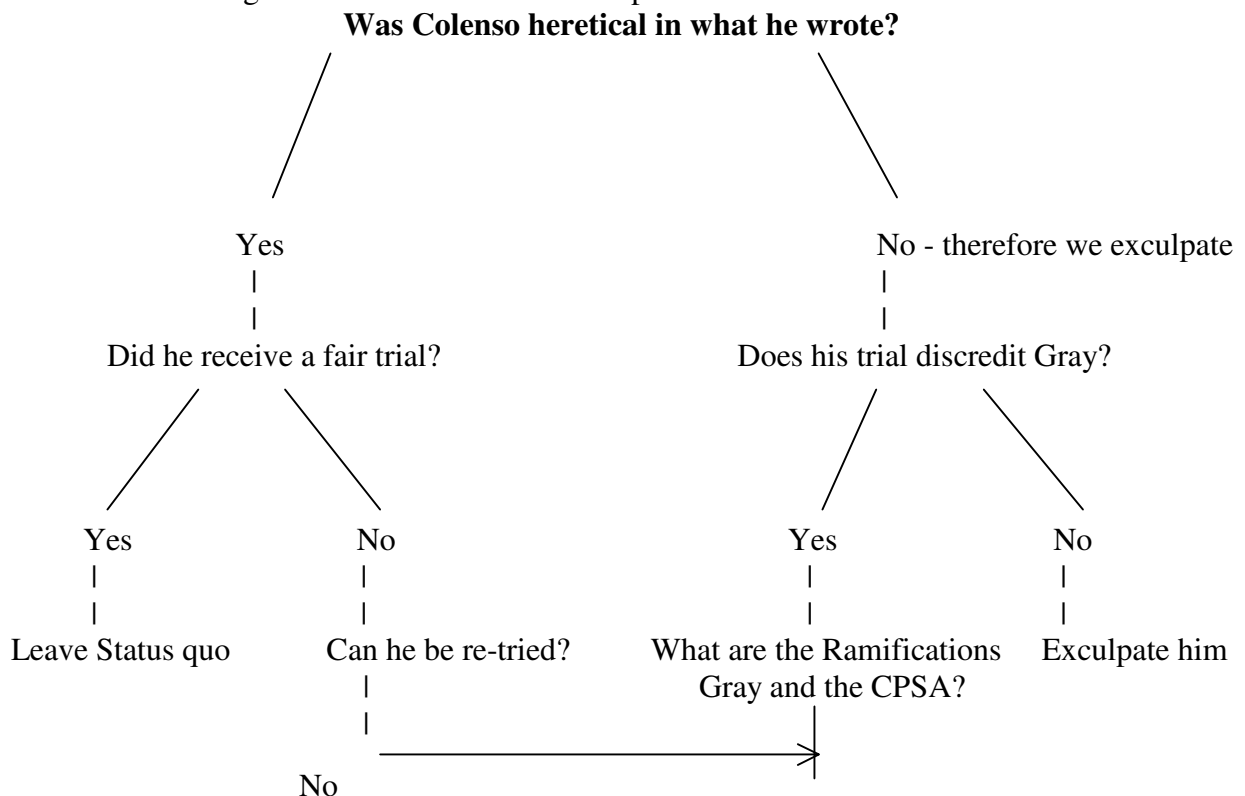 Was Colenso heretical in what he wrote?
Yes
No - therefore we exculpate
Did he receive a fair trial?
Does his trial discredit Gray?
Yes
No
Yes
No
Leave Status quo
Can he be re-tried?
What are the Ramifications
Gray and the CPSA?
Exculpate him
No